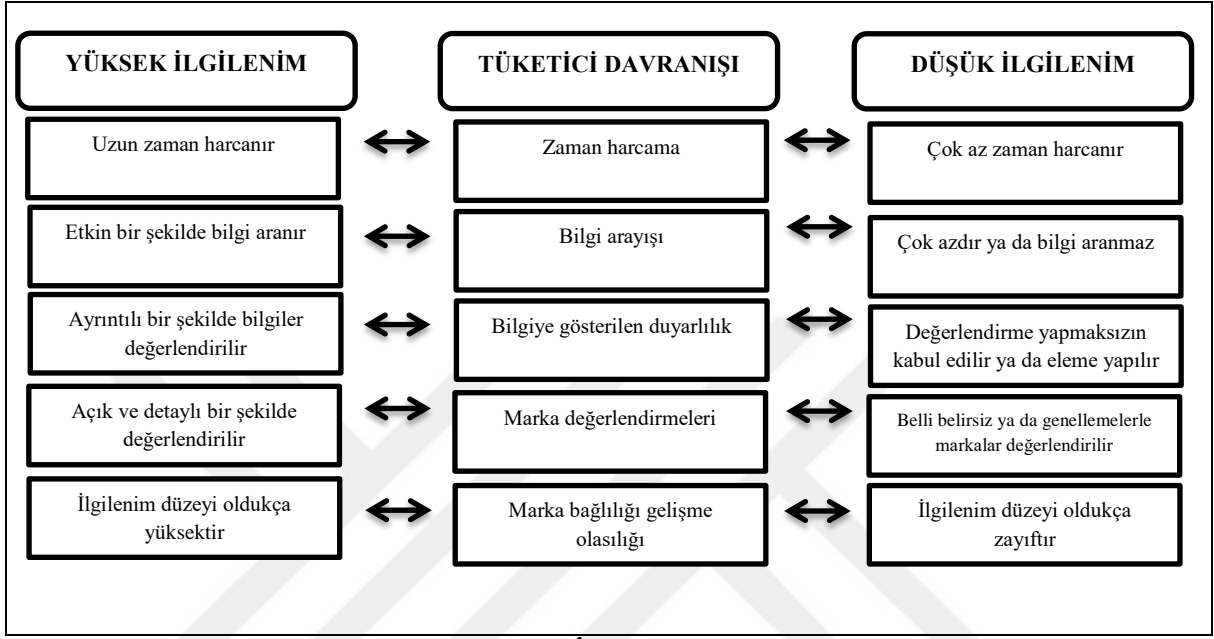 YÜKSEK İLGİLENİM
TÜKETİCİ DAVRANIŞI
DÜŞÜK İLGİLENİM
Uzun zaman harcanır
Zaman harcama
Çok az zaman harcanır
Etkin bir şekilde bilgi aranır
Bilgi arayışı
Çok azdır ya da bilgi aranmaz
Ayrıntılı bir şekilde bilgiler
değerlendirilir
Bilgiye gösterilen duyarlılık
Değerlendirme yapmaksızın
kabul edilir ya da eleme yapılır
Açık ve detaylı bir şekilde
değerlendirilir
Marka değerlendirmeleri
Belli belirsiz ya da genellemelerle
markalar değerlendirilir
İlgilenim düzeyi oldukça
yüksektir
Marka bağlılığı gelişme
olasılığı
İlgilenim düzeyi oldukça
zayıftır